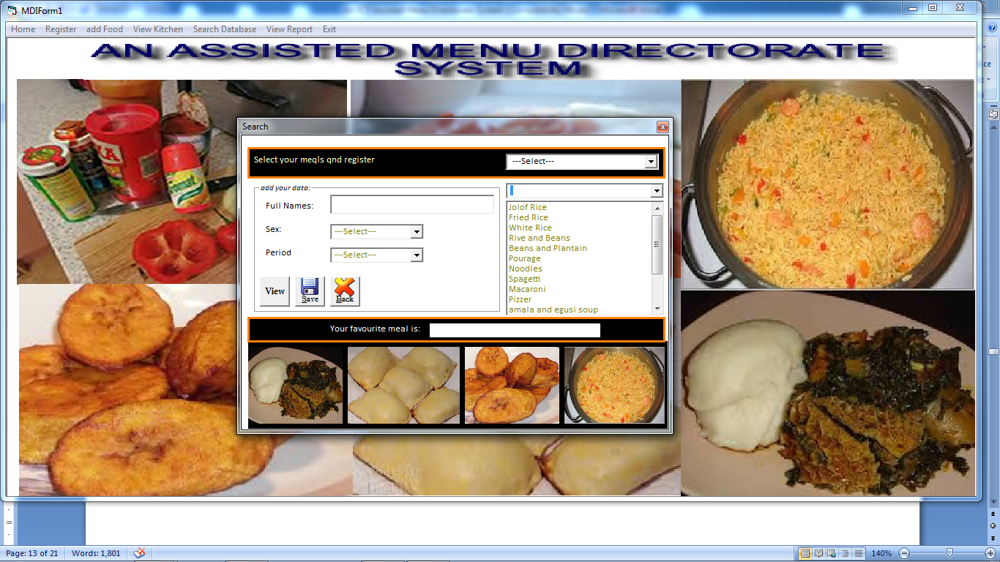 MDIForm1
Home Register add Food View Kitchen Search Database View Report Exit
AN ASSISTED MENU DIRECTORATE
SYSTEM
Search
Select your meqls qnd register
---Select---
add your data:
Full Names:
Sex:
---Select---
Period
---Select---
View
Save
Back
Jolof Rice
Fried Rice
White Rice
Rive and Beans
Beans and Plantain
Pourage
Noodles
Spagetti
Macaroni
Pizzer
amala and egusi soup
Your favourite meal is:
Page: 13 of 21
Words: 1,801
140%